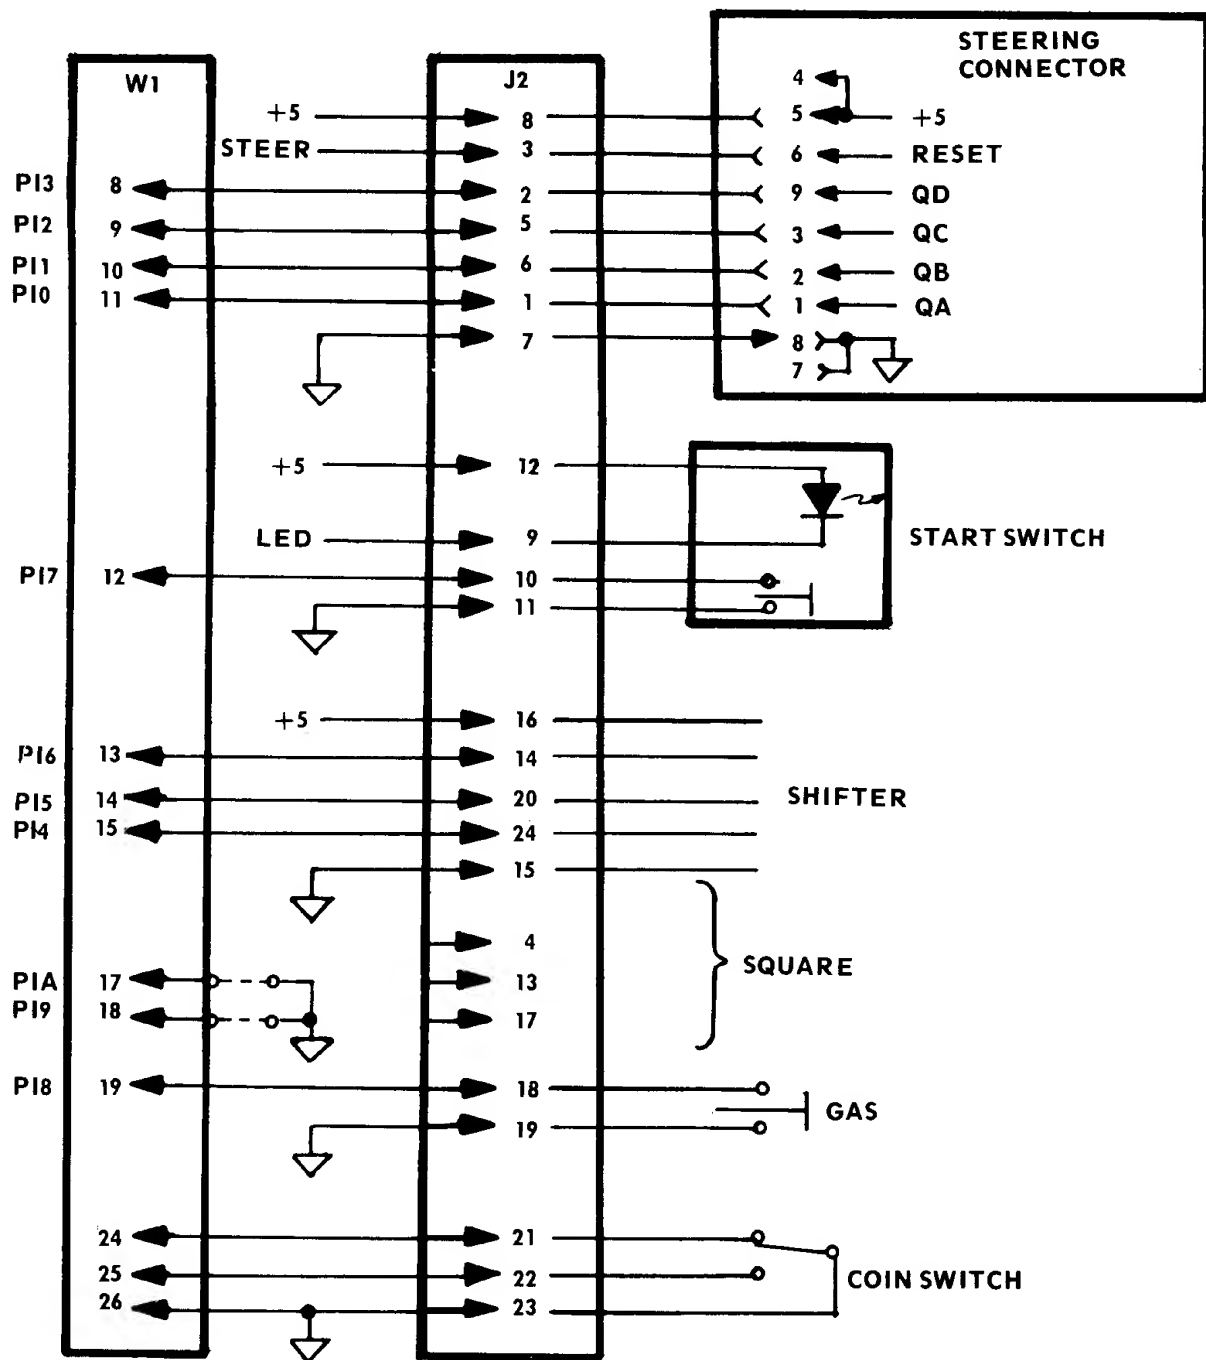 W1
J2
STEERING
CONNECTOR
4
+5 8 5 +5
STEER 3 6 RESET
PI3 8 2 9 QD
PI2 9 5 3 QC
PI1 10 6 2 QB
PI0 11 1 1 QA
7 8
7
+5 12
LED 9 START SWITCH
PI7 12 10
11
+5 16
PI6 13 14
PI5 14 20 SHIFTER
PI4 15 24
15
4
SQUARE
PIA 17 13
PI9 18 17
PI8 19 18
GAS
19
24 21
25 22 COIN SWITCH
26 23